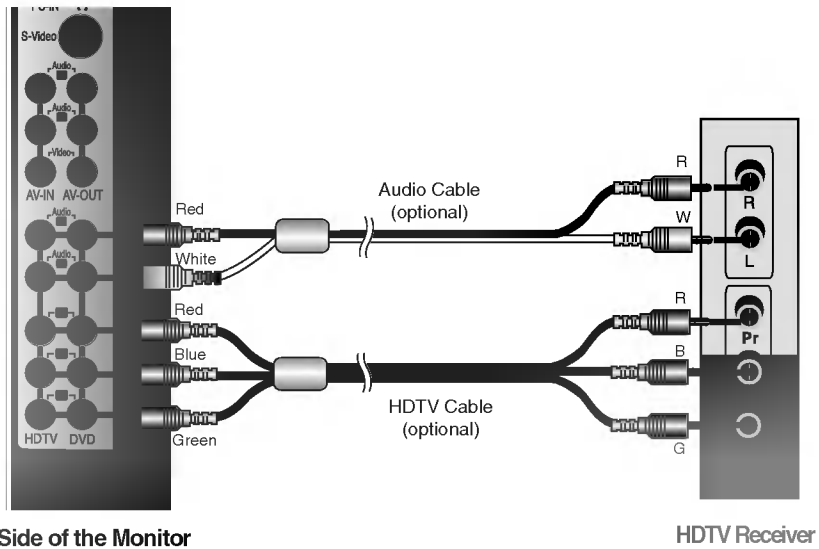 S-Video
Audio
Audio
Video
AV-IN AV-OUT
Audio
Audio
HDTV DVD
Red
White
Red
Blue
Green
Audio Cable
(optional)
HDTV Cable
(optional)
R
W
R
B
G
R
L
Pr
Side of the Monitor
HDTV Receiver